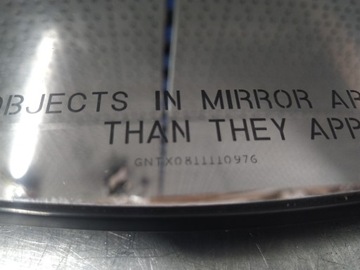 OBJECTS IN MIRROR AR
THAN THEY APP
GNTX0811110976